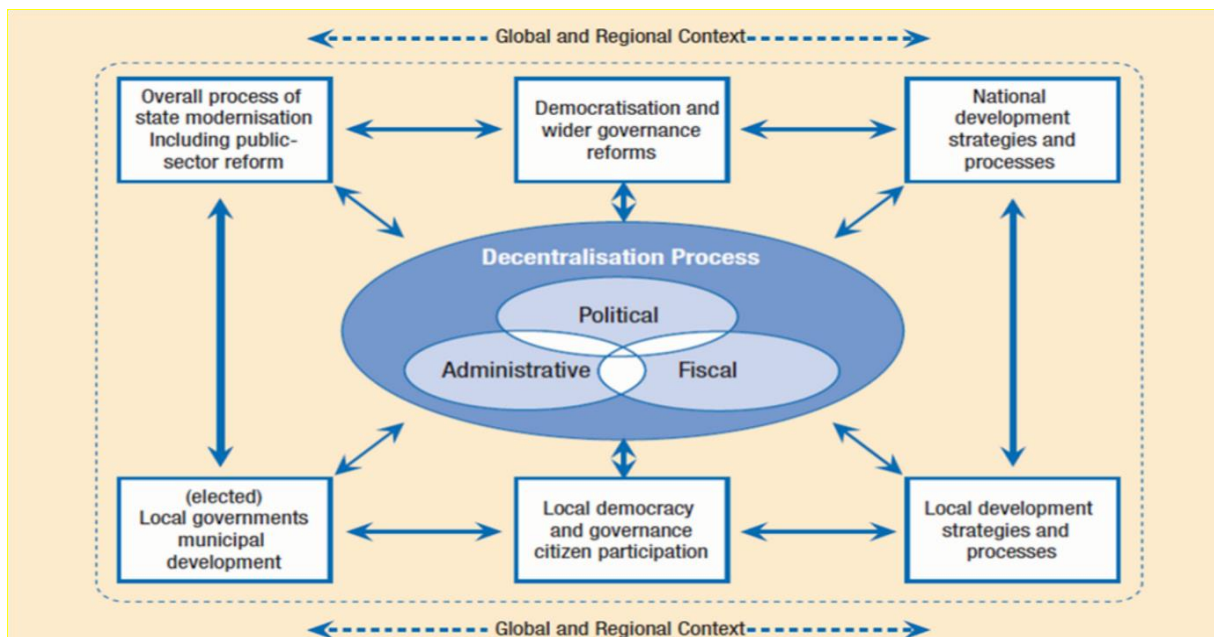 Global and Regional Context
Overall process of
state modernisation
Including public-
sector reform
Democratisation and
wider governance
reforms
National
development
strategies and
processes
Decentralisation Process
Political
Administrative
Fiscal
(elected)
Local governments
municipal
development
Local democracy
and governance
citizen participation
Local development
strategies and
processes
Global and Regional Context